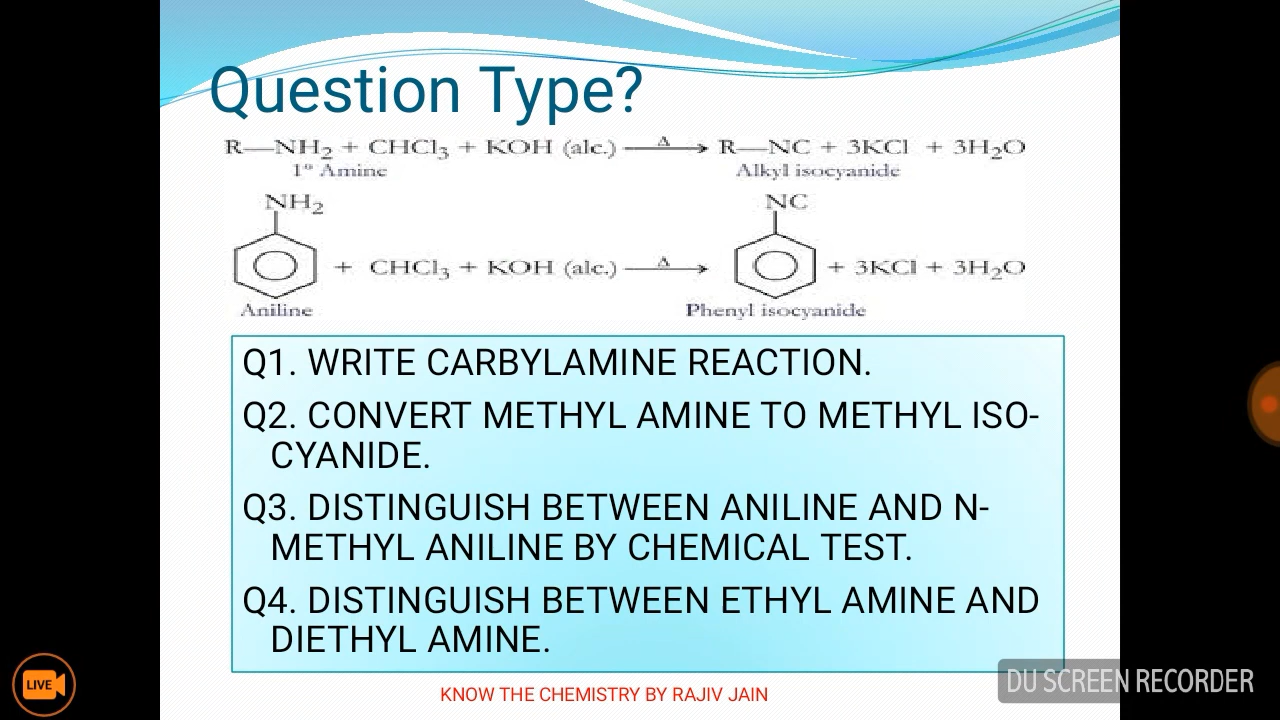 Question Type?
R—NH2 + CHCl3 + KOH (alc.) —Δ→ R—NC + 3KCl + 3H2O
1° Amine Alkyl isocyanide
NH2 NC
+ CHCl3 + KOH (alc.) —Δ→ + 3KCl + 3H2O
Aniline Phenyl isocyanide
Q1. WRITE CARBYLAMINE REACTION.
Q2. CONVERT METHYL AMINE TO METHYL ISO-
CYANIDE.
Q3. DISTINGUISH BETWEEN ANILINE AND N-
METHYL ANILINE BY CHEMICAL TEST.
Q4. DISTINGUISH BETWEEN ETHYL AMINE AND
DIETHYL AMINE.
LIVE
DU SCREEN RECORDER
KNOW THE CHEMISTRY BY RAJIV JAIN